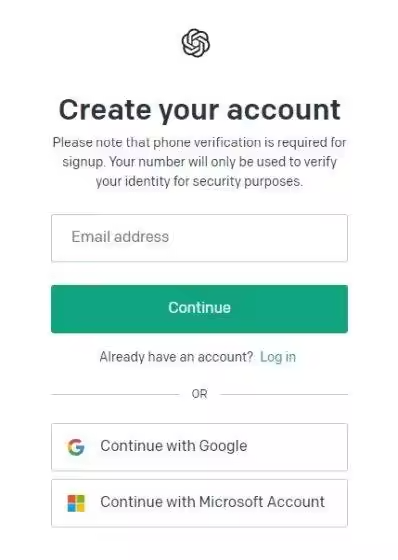 Create your account
Please note that phone verification is required for
signup. Your number will only be used to verify
your identity for security purposes.
Email address
Continue
Already have an account? Log in
OR
Continue with Google
Continue with Microsoft Account